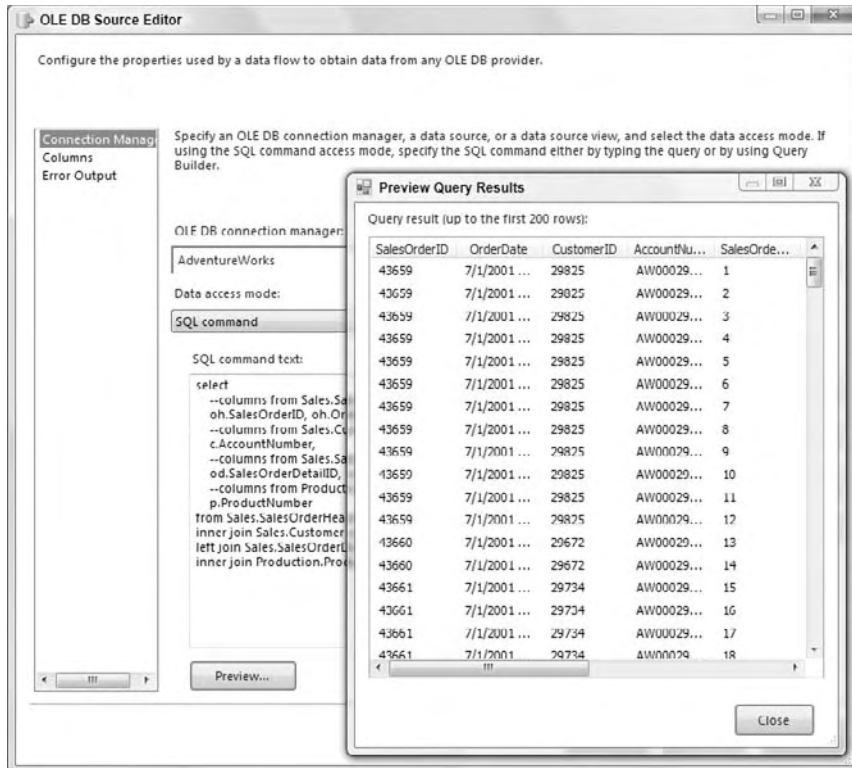 OLE DB Source Editor
Configure the properties used by a data flow to obtain data from any OLE DB provider.
Connection Manag
Columns
Error Output
Specify an OLE DB connection manager, a data source, or a data source view, and select the data access mode. If
using the SQL command access mode, specify the SQL command either by typing the query or by using Query
Builder.
OLE DB connection manager:
AdventureWorks
Data access mode:
SQL command
SQL command text:
select
--columns from Sales.Sa
oh.SalesOrderID, oh.Or
--columns from Sales.Cu
c.AccountNumber,
--columns from Sales.Sa
od.SalesOrderDetailID,
--columns from Product
p.ProductNumber
from Sales.SalesOrderHea
inner join Sales.Customer
left join Sales.SalesOrderD
inner join Production.Prod
Preview...
Preview Query Results
Query result (up to the first 200 rows):
SalesOrderID OrderDate CustomerID AccountNu... SalesOrde...
43659 7/1/2001 ... 29825 AW00029... 1
43659 7/1/2001 ... 29825 AW00029... 2
43659 7/1/2001 ... 29825 AW00029... 3
43659 7/1/2001 ... 29825 AW00029... 4
43659 7/1/2001 ... 29825 AW00029... 5
43659 7/1/2001 ... 29825 AW00029... 6
43659 7/1/2001 ... 29825 AW00029... 7
43659 7/1/2001 ... 29825 AW00029... 8
43659 7/1/2001 ... 29825 AW00029... 9
43659 7/1/2001 ... 29825 AW00029... 10
43659 7/1/2001 ... 29825 AW00029... 11
43659 7/1/2001 ... 29825 AW00029... 12
43660 7/1/2001 ... 29672 AW00029... 13
43660 7/1/2001 ... 29672 AW00029... 14
43661 7/1/2001 ... 29734 AW00029... 15
43661 7/1/2001 ... 29734 AW00029... 16
43661 7/1/2001 ... 29734 AW00029... 17
43661 7/1/2001 29734 AW00029... 18
Close